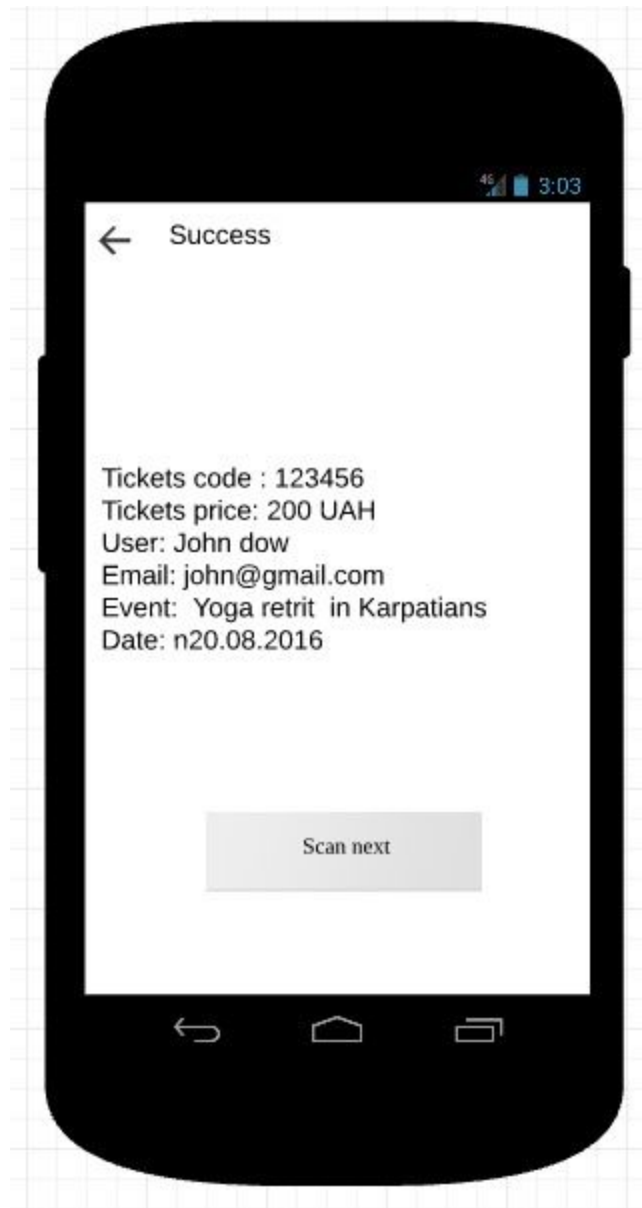 4G 3:03
Success
Tickets code : 123456
Tickets price: 200 UAH
User: John dow
Email: john@gmail.com
Event:  Yoga retrit  in Karpatians
Date: n20.08.2016
Scan next